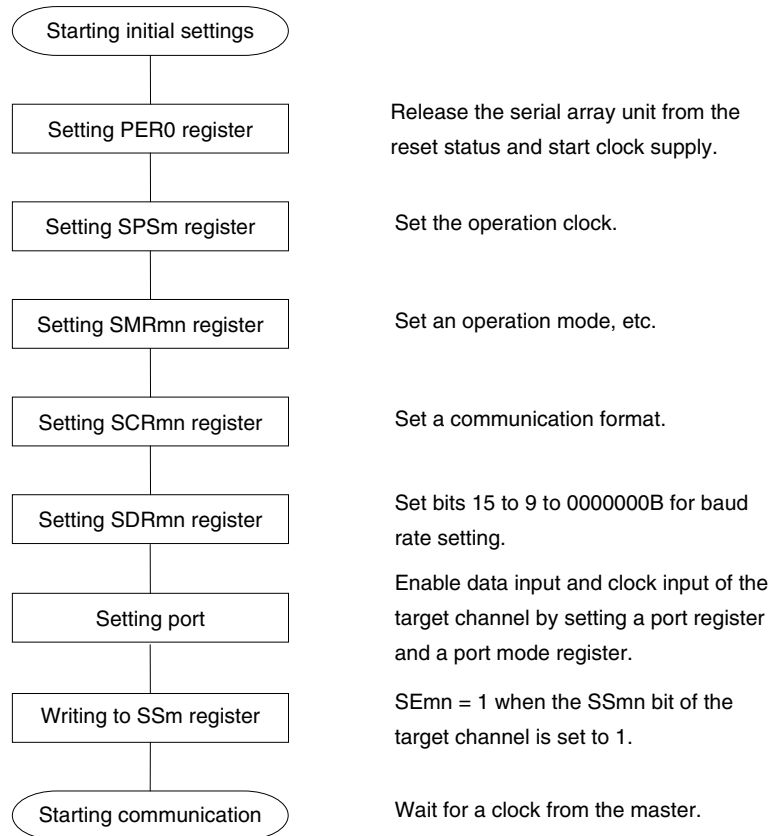 Starting initial settings
Setting PER0 register
Release the serial array unit from the
reset status and start clock supply.
Setting SPSm register
Set the operation clock.
Setting SMRmn register
Set an operation mode, etc.
Setting SCRmn register
Set a communication format.
Setting SDRmn register
Set bits 15 to 9 to 0000000B for baud
rate setting.
Setting port
Enable data input and clock input of the
target channel by setting a port register
and a port mode register.
Writing to SSm register
SEmn = 1 when the SSmn bit of the
target channel is set to 1.
Starting communication
Wait for a clock from the master.